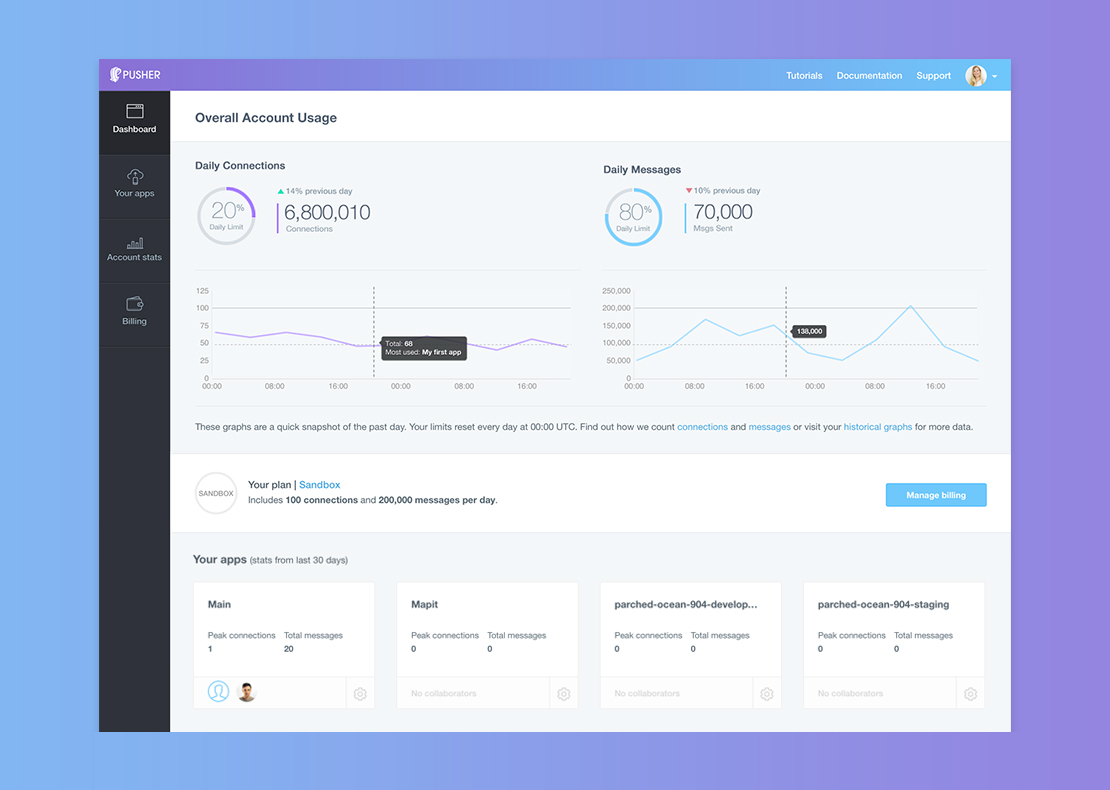 PUSHER
Tutorials Documentation Support
Dashboard
Your apps
Account stats
Billing
Overall Account Usage
Daily Connections
20%
Daily Limit
14% previous day
6,800,010
Connections
Daily Messages
80%
Daily Limit
10% previous day
70,000
Msgs Sent
125
100
75
50
25
0
00:00 08:00 16:00 00:00 08:00 16:00
Total: 68
Most used: My first app
250,000
200,000
150,000
100,000
50,000
0
00:00 08:00 16:00 00:00 08:00 16:00
138,000
These graphs are a quick snapshot of the past day. Your limits reset every day at 00:00 UTC. Find out how we count connections and messages or visit your historical graphs for more data.
SANDBOX
Your plan | Sandbox
Includes 100 connections and 200,000 messages per day.
Manage billing
Your apps (stats from last 30 days)
Main
Peak connections Total messages
1 20
Mapit
Peak connections Total messages
0 0
No collaborators
parched-ocean-904-develop...
Peak connections Total messages
0 0
No collaborators
parched-ocean-904-staging
Peak connections Total messages
0 0
No collaborators